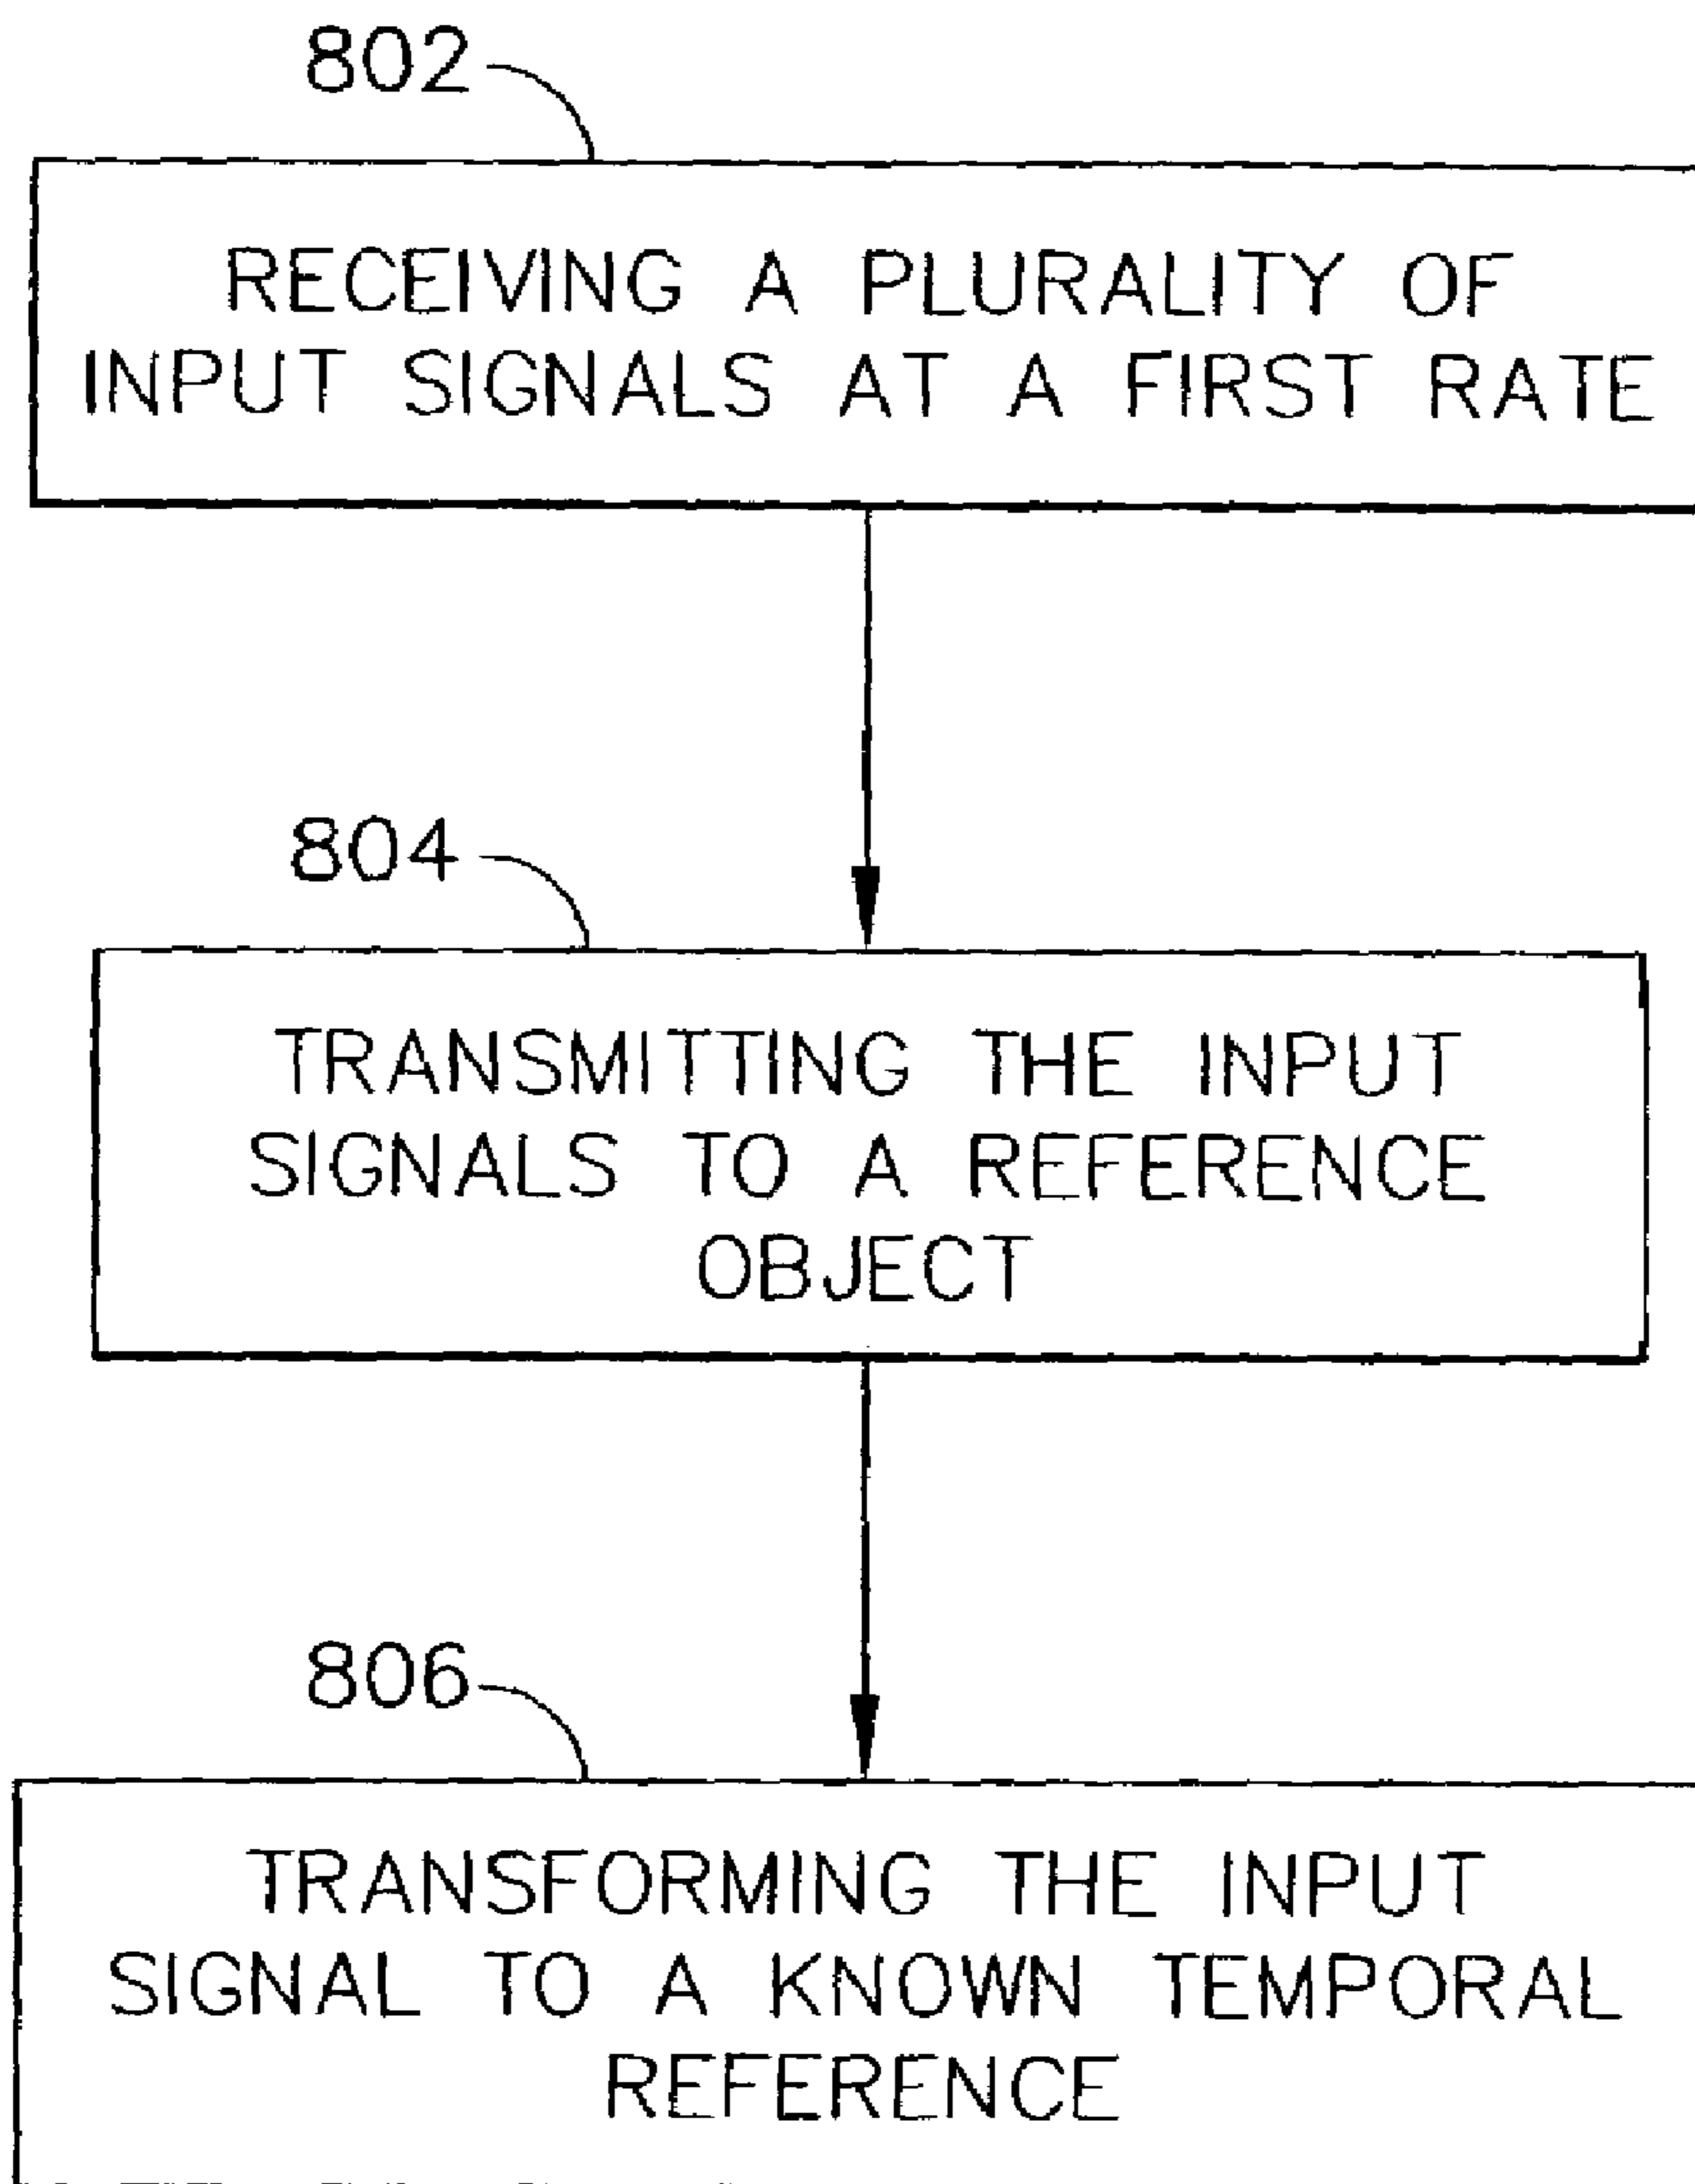 802
RECEIVING A PLURALITY OF
INPUT SIGNALS AT A FIRST RATE
804
TRANSMITTING THE INPUT
SIGNALS TO A REFERENCE
OBJECT
806
TRANSFORMING THE INPUT
SIGNAL TO A KNOWN TEMPORAL
REFERENCE